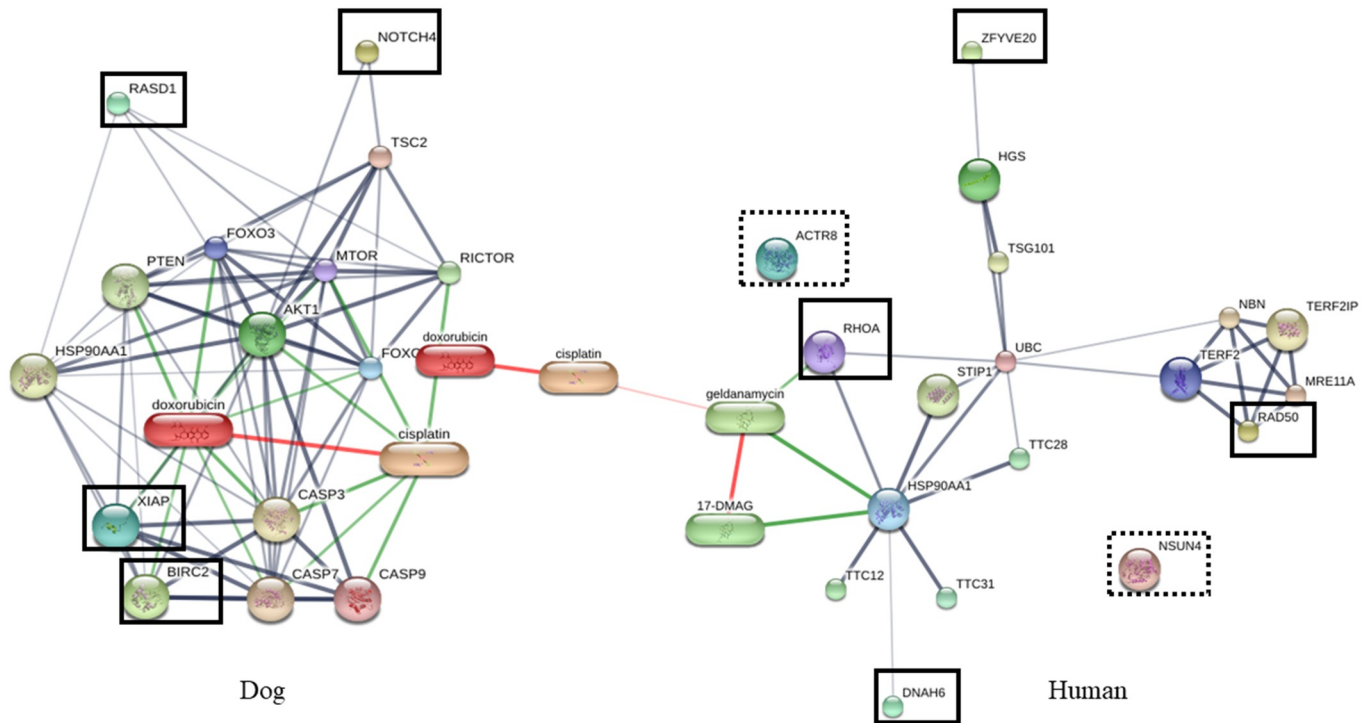 NOTCH4
ZFYVE20
RASD1
TSC2
HGS
ACTR8
FOXO3
TSG101
PTEN
MTOR
RICTOR
NBN
TERF2IP
AKT1
RHOA
UBC
doxorubicin
HSP90AA1
FOXO
cisplatin
STIP1
TERF2
MRE11A
geldanamycin
RAD50
doxorubicin
cisplatin
TTC28
XIAP
CASP3
17-DMAG
HSP90AA1
NSUN4
BIRC2
CASP7
CASP9
TTC12
TTC31
Dog
DNAH6
Human